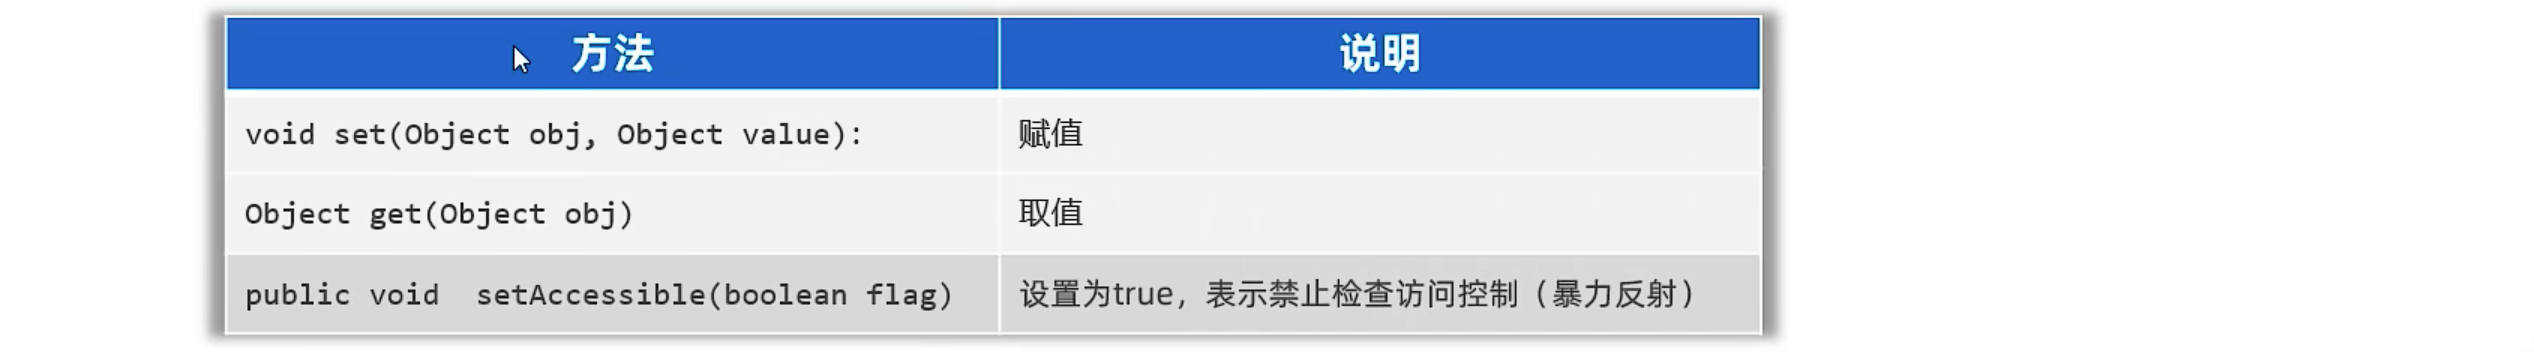 方法 说明
void set(Object obj, Object value): 赋值
Object get(Object obj) 取值
public void  setAccessible(boolean flag) 设置为true，表示禁止检查访问控制（暴力反射）